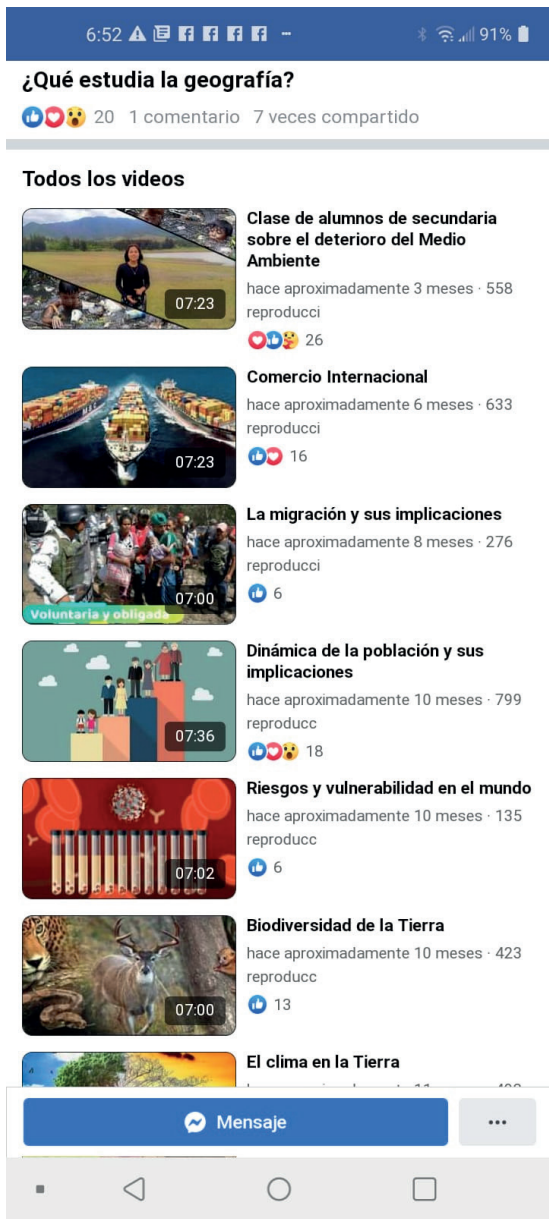 6:52
91%
¿Qué estudia la geografía?
20 1 comentario 7 veces compartido
Todos los videos
Clase de alumnos de secundaria
sobre el deterioro del Medio
Ambiente
hace aproximadamente 3 meses · 558
reproducci
26
07:23
Comercio Internacional
hace aproximadamente 6 meses · 633
reproducci
16
07:23
La migración y sus implicaciones
hace aproximadamente 8 meses · 276
reproducci
6
07:00
Voluntaria y obligada
Dinámica de la población y sus
implicaciones
hace aproximadamente 10 meses · 799
reproducc
18
07:36
Riesgos y vulnerabilidad en el mundo
hace aproximadamente 10 meses · 135
reproducc
6
07:02
Biodiversidad de la Tierra
hace aproximadamente 10 meses · 423
reproducc
13
07:00
El clima en la Tierra
Mensaje